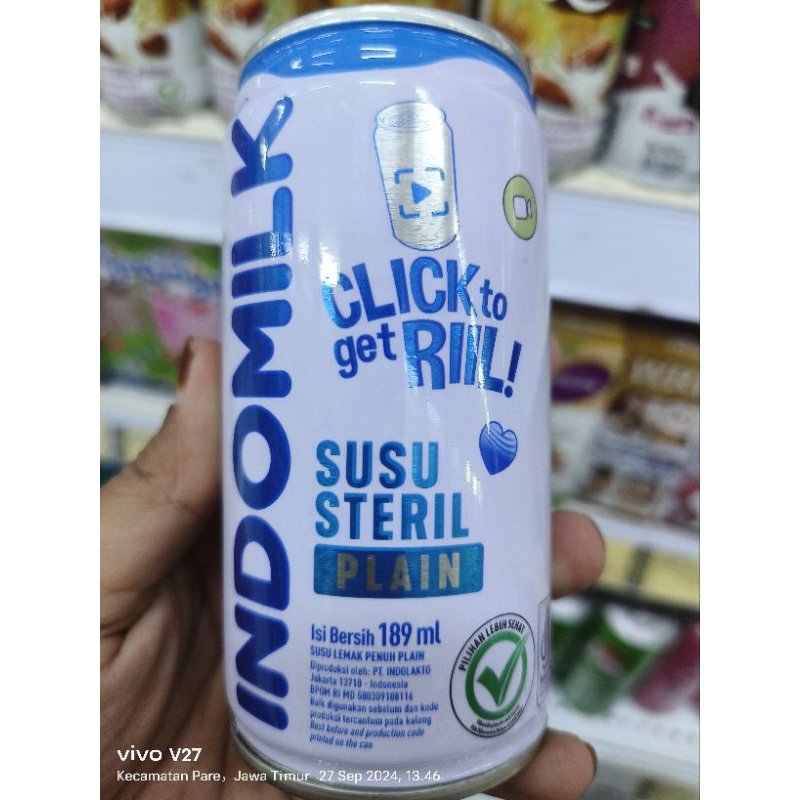 INDOMILK
CLICK to
get RIIL!
SUSU
STERIL
PLAIN
Isi Bersih 189 ml
SUSU LEMAK PENUH PLAIN
Diproduksi oleh: PT. INDOLAKTO
Jakarta 13710 - Indonesia
BPOM RI MD 500309108116
Baik digunakan sebelum dan kode
produksi tercantum pada kaleng
Best before and production code
printed on the can
PILIHAN LEBIH SEHAT
vivo V27
Kecamatan Pare, Jawa Timur 27 Sep 2024, 13.46